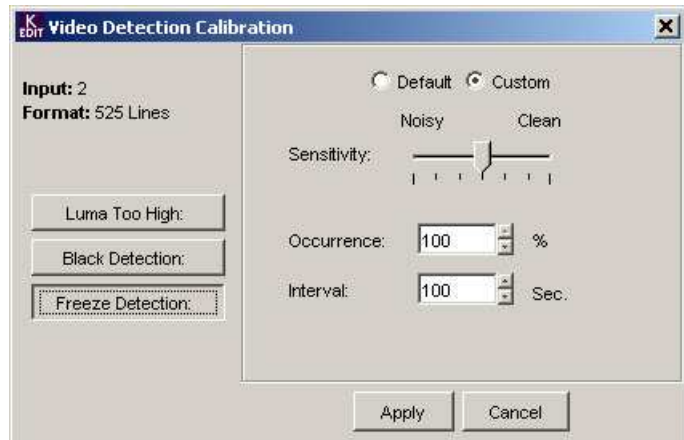 K EDIT Video Detection Calibration
Input: 2
Format: 525 Lines
Default Custom
Noisy Clean
Sensitivity:
Luma Too High:
Black Detection:
Freeze Detection:
Occurrence: 100 %
Interval: 100 Sec.
Apply Cancel